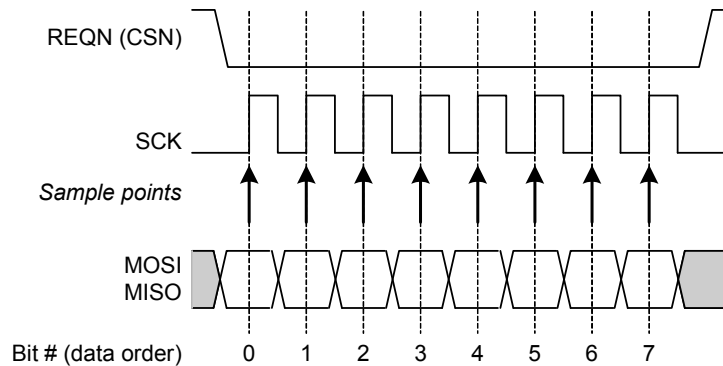 REQN (CSN)
SCK
Sample points
MOSI
MISO
Bit # (data order) 0 1 2 3 4 5 6 7